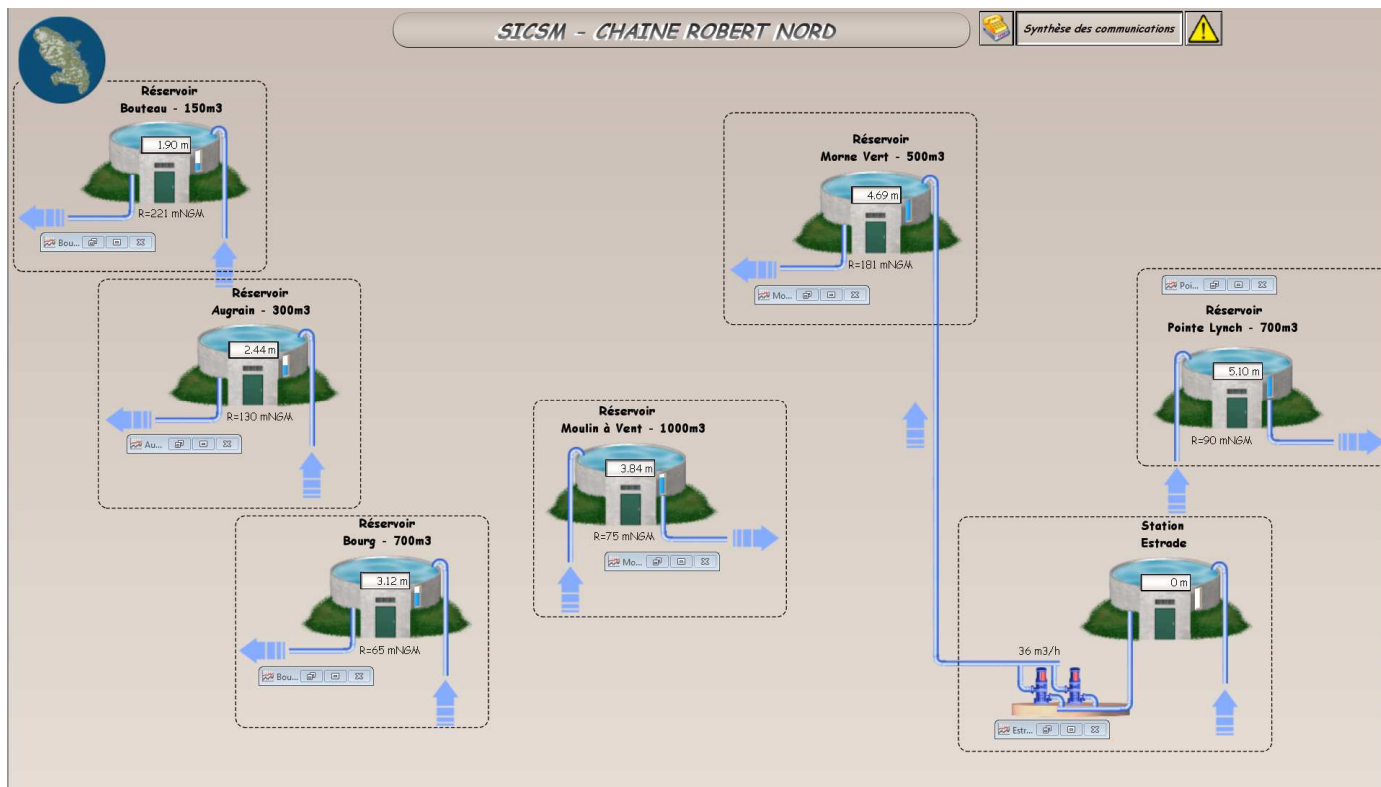 SICSM - CHAINE ROBERT NORD
Synthèse des communications
Réservoir
Bouteau - 150m3
1.90 m
R=221 mNGM
Bou...
Réservoir
Augrain - 300m3
2.44 m
R=130 mNGM
Au...
Réservoir
Bourg - 700m3
3.12 m
R=65 mNGM
Bou...
Réservoir
Moulin à Vent - 1000m3
3.84 m
R=75 mNGM
Mo...
Réservoir
Morne Vert - 500m3
4.69 m
R=181 mNGM
Mo...
Poi...
Réservoir
Pointe Lynch - 700m3
5.10 m
R=90 mNGM
Station
Estrade
0 m
36 m3/h
Estr...